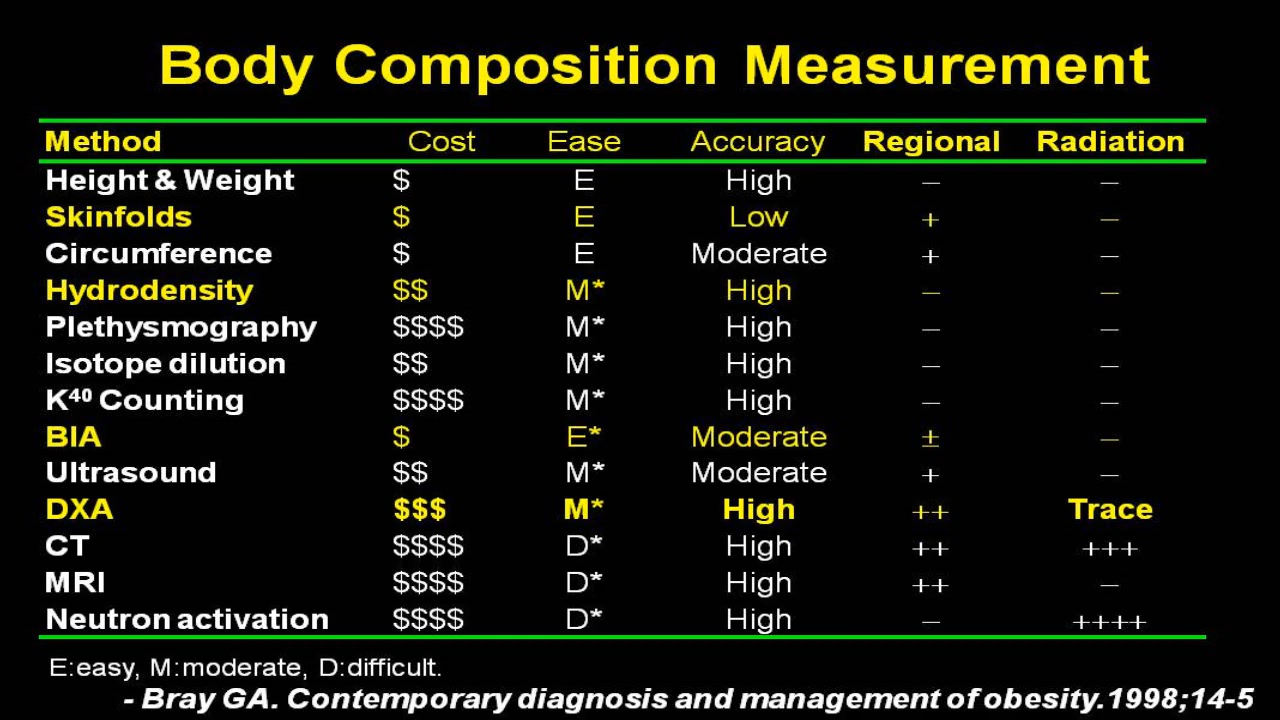 Body Composition Measurement
Method Cost Ease Accuracy Regional Radiation
Height & Weight $ E High – –
Skinfolds $ E Low + –
Circumference $ E Moderate + –
Hydrodensity $$ M* High – –
Plethysmography $$$$ M* High – –
Isotope dilution $$ M* High – –
K⁴⁰ Counting $$$$ M* High – –
BIA $ E* Moderate ± –
Ultrasound $$ M* Moderate + –
DXA $$$ M* High ++ Trace
CT $$$$ D* High ++ +++
MRI $$$$ D* High ++ –
Neutron activation $$$$ D* High – ++++
E:easy, M:moderate, D:difficult.
- Bray GA. Contemporary diagnosis and management of obesity.1998;14-5